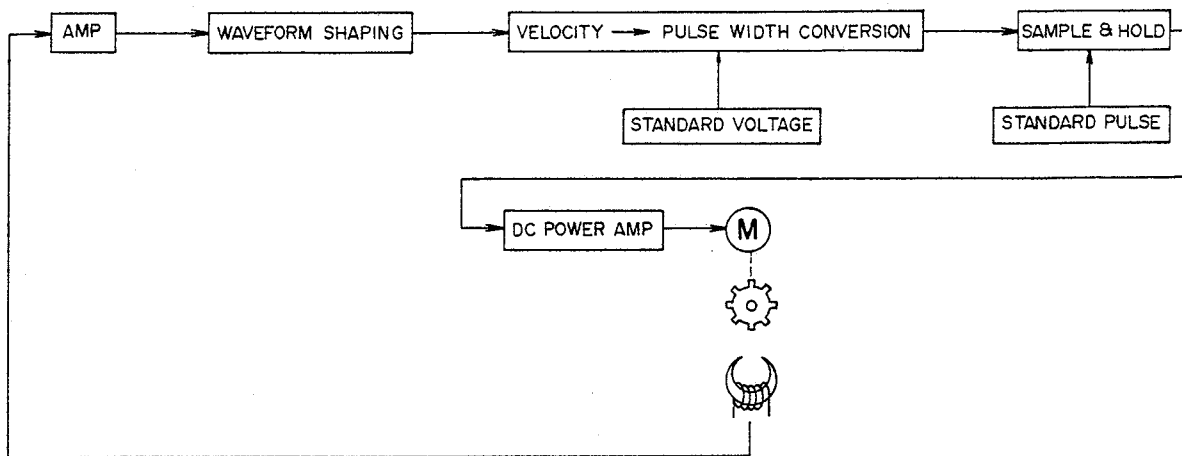 AMP
WAVEFORM SHAPING
VELOCITY → PULSE WIDTH CONVERSION
SAMPLE & HOLD
STANDARD VOLTAGE
STANDARD PULSE
DC POWER AMP
M